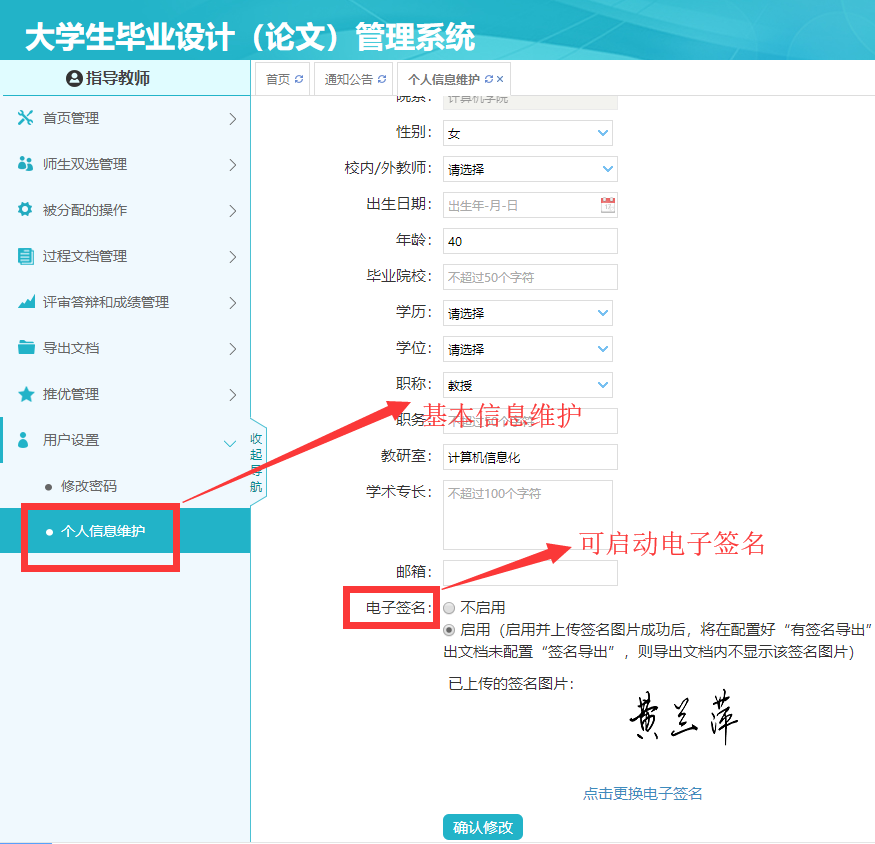 大学生毕业设计（论文）管理系统
指导教师
首页
通知公告
个人信息维护
首页管理
师生双选管理
被分配的操作
过程文档管理
评审答辩和成绩管理
导出文档
推优管理
用户设置
修改密码
个人信息维护
收起导航
院系： 计算机学院
性别： 女
校内/外教师： 请选择
出生日期： 出生年-月-日
年龄： 40
毕业院校： 不超过50个字符
学历： 请选择
学位： 请选择
职称： 教授
基本信息维护
职务：
教研室： 计算机信息化
学术专长： 不超过100个字符
可启动电子签名
邮箱：
电子签名： 不启用
启用（启用并上传签名图片成功后，将在配置好“有签名导出”
出文档未配置“签名导出”，则导出文档内不显示该签名图片）
已上传的签名图片：
黄兰萍
点击更换电子签名
确认修改